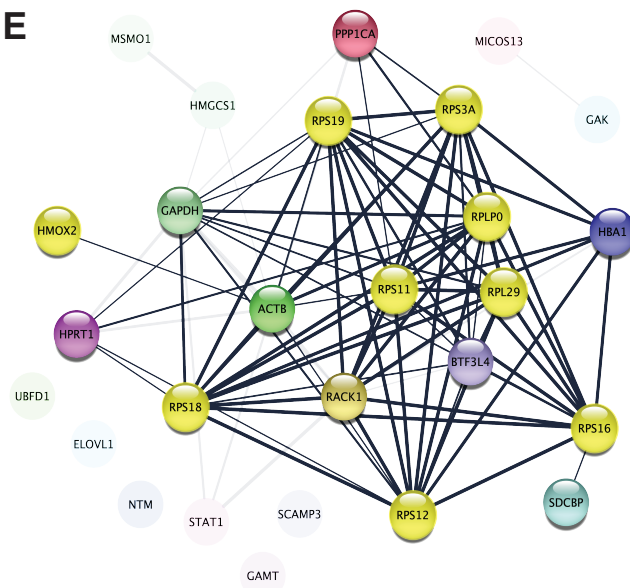 E
MSMO1
PPP1CA
MICOS13
HMGCS1
RPS19
RPS3A
GAK
GAPDH
RPLP0
HMOX2
HBA1
RPS11
RPL29
ACTB
HPRT1
BTF3L4
UBFD1
RPS18
RACK1
RPS16
ELOVL1
NTM
SDCBP
STAT1
SCAMP3
RPS12
GAMT